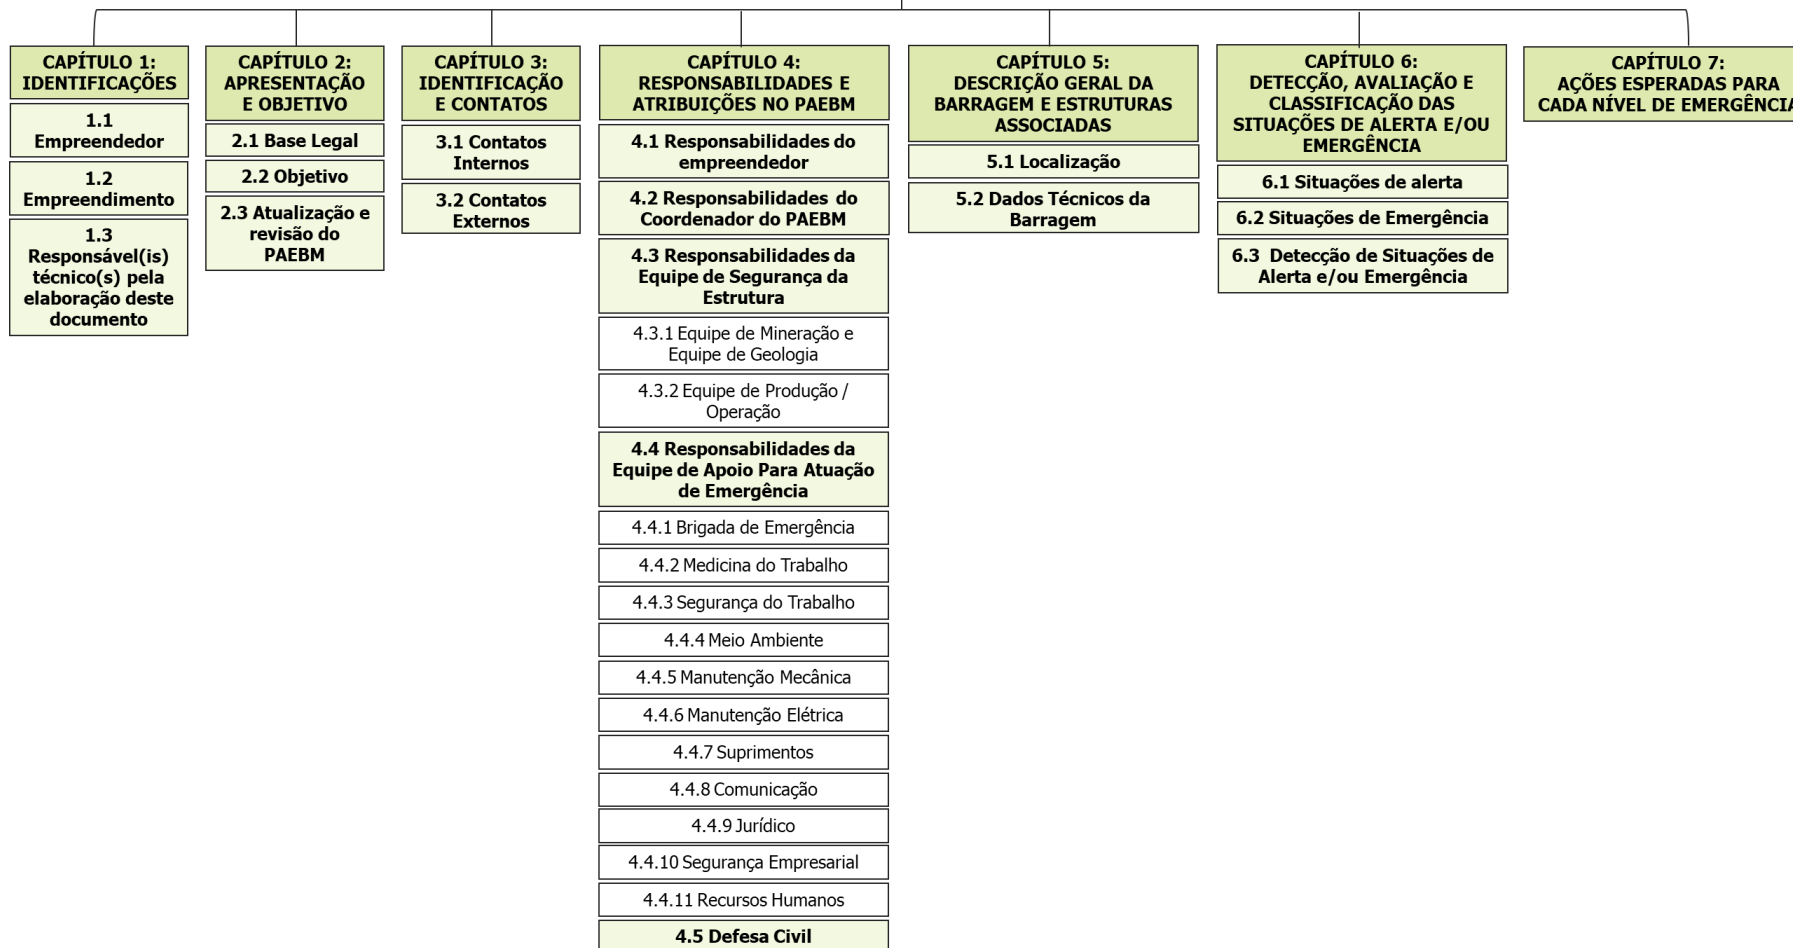 CAPÍTULO 1:
IDENTIFICAÇÕES
1.1
Empreendedor
1.2
Empreendimento
1.3
Responsável(is)
técnico(s) pela
elaboração deste
documento
CAPÍTULO 2:
APRESENTAÇÃO
E OBJETIVO
2.1 Base Legal
2.2 Objetivo
2.3 Atualização e
revisão do
PAEBM
CAPÍTULO 3:
IDENTIFICAÇÃO
E CONTATOS
3.1 Contatos
Internos
3.2 Contatos
Externos
CAPÍTULO 4:
RESPONSABILIDADES E
ATRIBUIÇÕES NO PAEBM
4.1 Responsabilidades do
empreendedor
4.2 Responsabilidades do
Coordenador do PAEBM
4.3 Responsabilidades da
Equipe de Segurança da
Estrutura
4.3.1 Equipe de Mineração e
Equipe de Geologia
4.3.2 Equipe de Produção /
Operação
4.4 Responsabilidades da
Equipe de Apoio Para Atuação
de Emergência
4.4.1 Brigada de Emergência
4.4.2 Medicina do Trabalho
4.4.3 Segurança do Trabalho
4.4.4 Meio Ambiente
4.4.5 Manutenção Mecânica
4.4.6 Manutenção Elétrica
4.4.7 Suprimentos
4.4.8 Comunicação
4.4.9 Jurídico
4.4.10 Segurança Empresarial
4.4.11 Recursos Humanos
4.5 Defesa Civil
CAPÍTULO 5:
DESCRIÇÃO GERAL DA
BARRAGEM E ESTRUTURAS
ASSOCIADAS
5.1 Localização
5.2 Dados Técnicos da
Barragem
CAPÍTULO 6:
DETECÇÃO, AVALIAÇÃO E
CLASSIFICAÇÃO DAS
SITUAÇÕES DE ALERTA E/OU
EMERGÊNCIA
6.1 Situações de alerta
6.2 Situações de Emergência
6.3 Detecção de Situações de
Alerta e/ou Emergência
CAPÍTULO 7:
AÇÕES ESPERADAS PARA
CADA NÍVEL DE EMERGÊNCIA